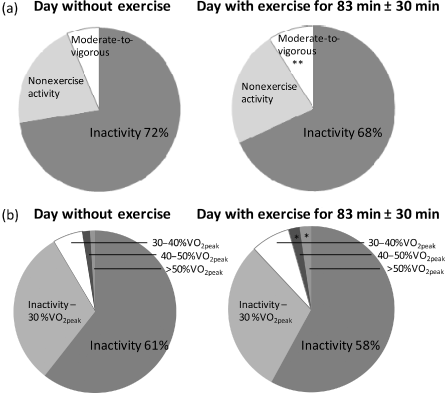 (a) Day without exercise Day with exercise for 83 min ± 30 min
Moderate-to-
vigorous
Nonexercise
activity
Inactivity 72%
Moderate-to-
vigorous
**
Nonexercise
activity
Inactivity 68%
(b) Day without exercise Day with exercise for 83 min ± 30 min
30–40%VO2peak
40–50%VO2peak
>50%VO2peak
Inactivity –
30 %VO2peak
Inactivity 61%
* *
30–40%VO2peak
40–50%VO2peak
>50%VO2peak
Inactivity –
30 %VO2peak
Inactivity 58%